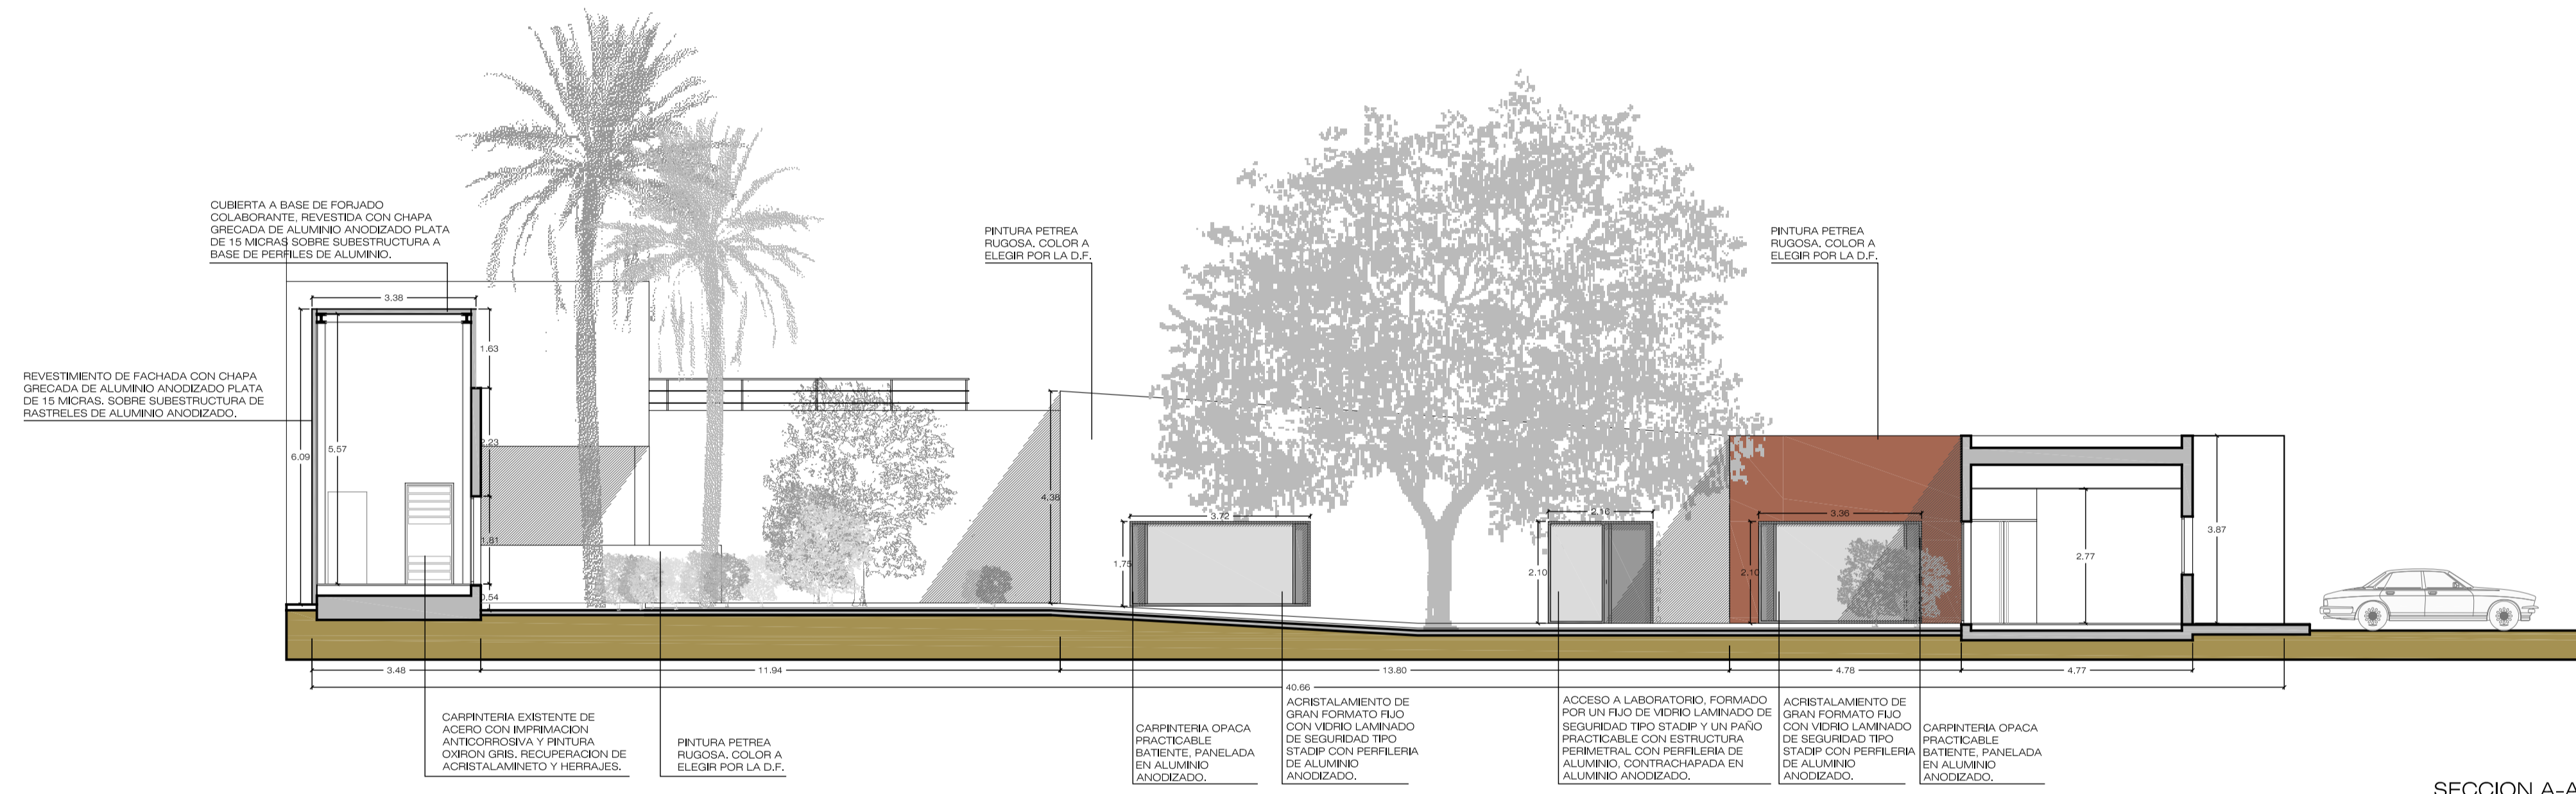 CUBIERTA A BASE DE FORJADO
COLABORANTE, REVESTIDA CON CHAPA
GRECADA DE ALUMINIO ANODIZADO PLATA
DE 15 MICRAS SOBRE SUBESTRUCTURA A
BASE DE PERFILES DE ALUMINIO.
PINTURA PETREA
RUGOSA. COLOR A
ELEGIR POR LA D.F.
PINTURA PETREA
RUGOSA. COLOR A
ELEGIR POR LA D.F.
REVESTIMIENTO DE FACHADA CON CHAPA
GRECADA DE ALUMINIO ANODIZADO PLATA
DE 15 MICRAS. SOBRE SUBESTRUCTURA DE
RASTRELES DE ALUMINIO ANODIZADO.
3.38
1.63
2.23
6.09
5.57
1.81
0.54
4.38
3.72
1.75
2.16
2.10
LABORATORIO
3.36
2.10
2.77
3.87
3.48
11.94
13.80
4.78
4.77
40.66
CARPINTERIA EXISTENTE DE
ACERO CON IMPRIMACION
ANTICORROSIVA Y PINTURA
OXIRON GRIS. RECUPERACION DE
ACRISTALAMINETO Y HERRAJES.
PINTURA PETREA
RUGOSA. COLOR A
ELEGIR POR LA D.F.
CARPINTERIA OPACA
PRACTICABLE
BATIENTE, PANELADA
EN ALUMINIO
ANODIZADO.
ACRISTALAMIENTO DE
GRAN FORMATO FIJO
CON VIDRIO LAMINADO
DE SEGURIDAD TIPO
STADIP CON PERFILERIA
DE ALUMINIO
ANODIZADO.
ACCESO A LABORATORIO, FORMADO
POR UN FIJO DE VIDRIO LAMINADO DE
SEGURIDAD TIPO STADIP Y UN PAÑO
PRACTICABLE CON ESTRUCTURA
PERIMETRAL CON PERFILERIA DE
ALUMINIO, CONTRACHAPADA EN
ALUMINIO ANODIZADO.
ACRISTALAMIENTO DE
GRAN FORMATO FIJO
CON VIDRIO LAMINADO
DE SEGURIDAD TIPO
STADIP CON PERFILERIA
DE ALUMINIO
ANODIZADO.
CARPINTERIA OPACA
PRACTICABLE
BATIENTE, PANELADA
EN ALUMINIO
ANODIZADO.
SECCION A-A